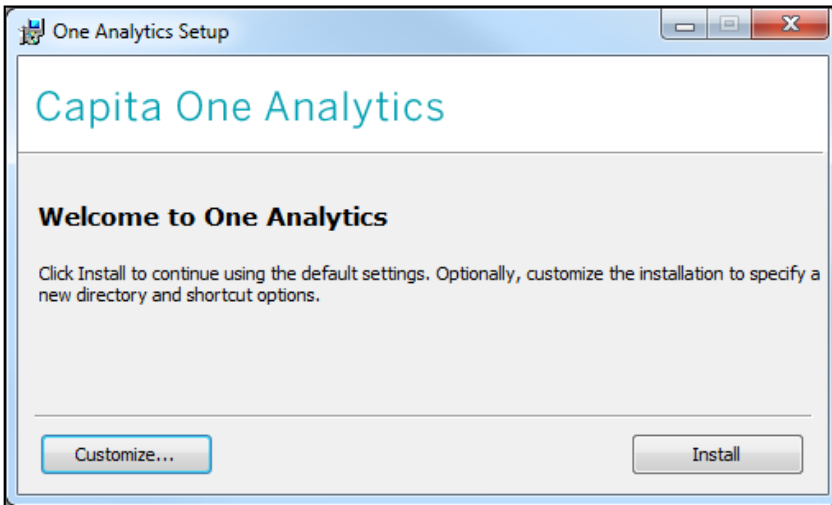 One Analytics Setup
Capita One Analytics
Welcome to One Analytics
Click Install to continue using the default settings. Optionally, customize the installation to specify a
new directory and shortcut options.
Customize...
Install